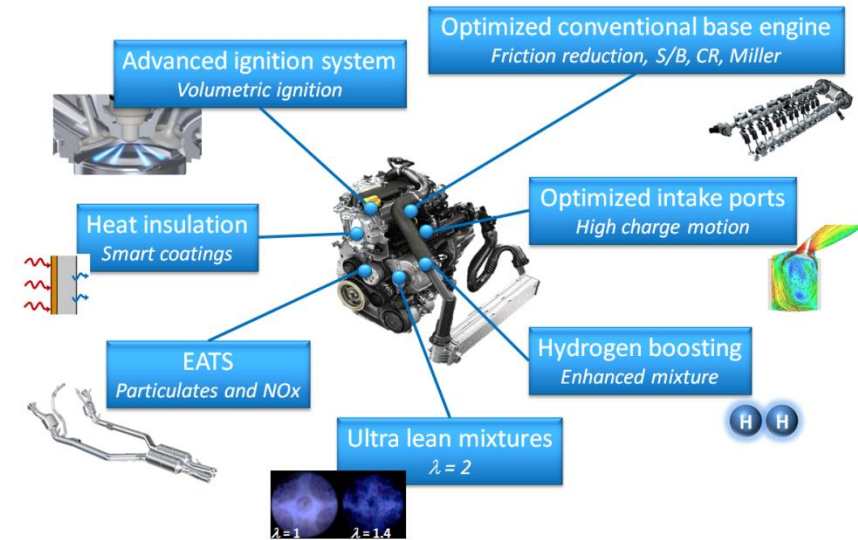 Optimized conventional base engine
Friction reduction, S/B, CR, Miller
Advanced ignition system
Volumetric ignition
Optimized intake ports
High charge motion
Heat insulation
Smart coatings
Hydrogen boosting
Enhanced mixture
EATS
Particulates and NOx
H H
Ultra lean mixtures
λ = 2
λ = 1
λ = 1.4